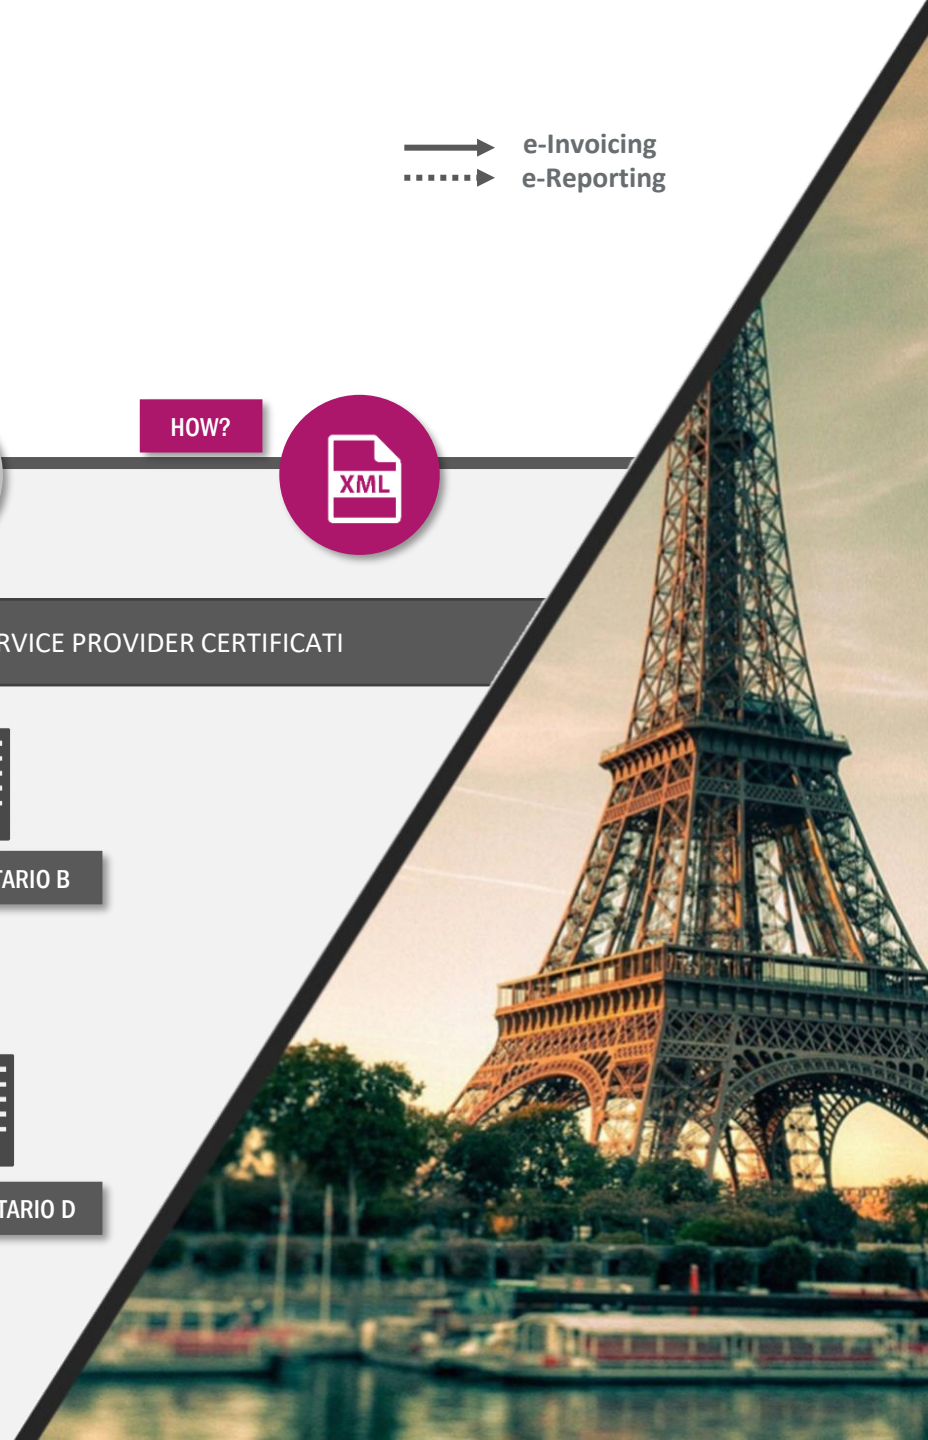 e-Invoicing
e-Reporting
HOW?
XML
RVICE PROVIDER CERTIFICATI
TARIO B
TARIO D